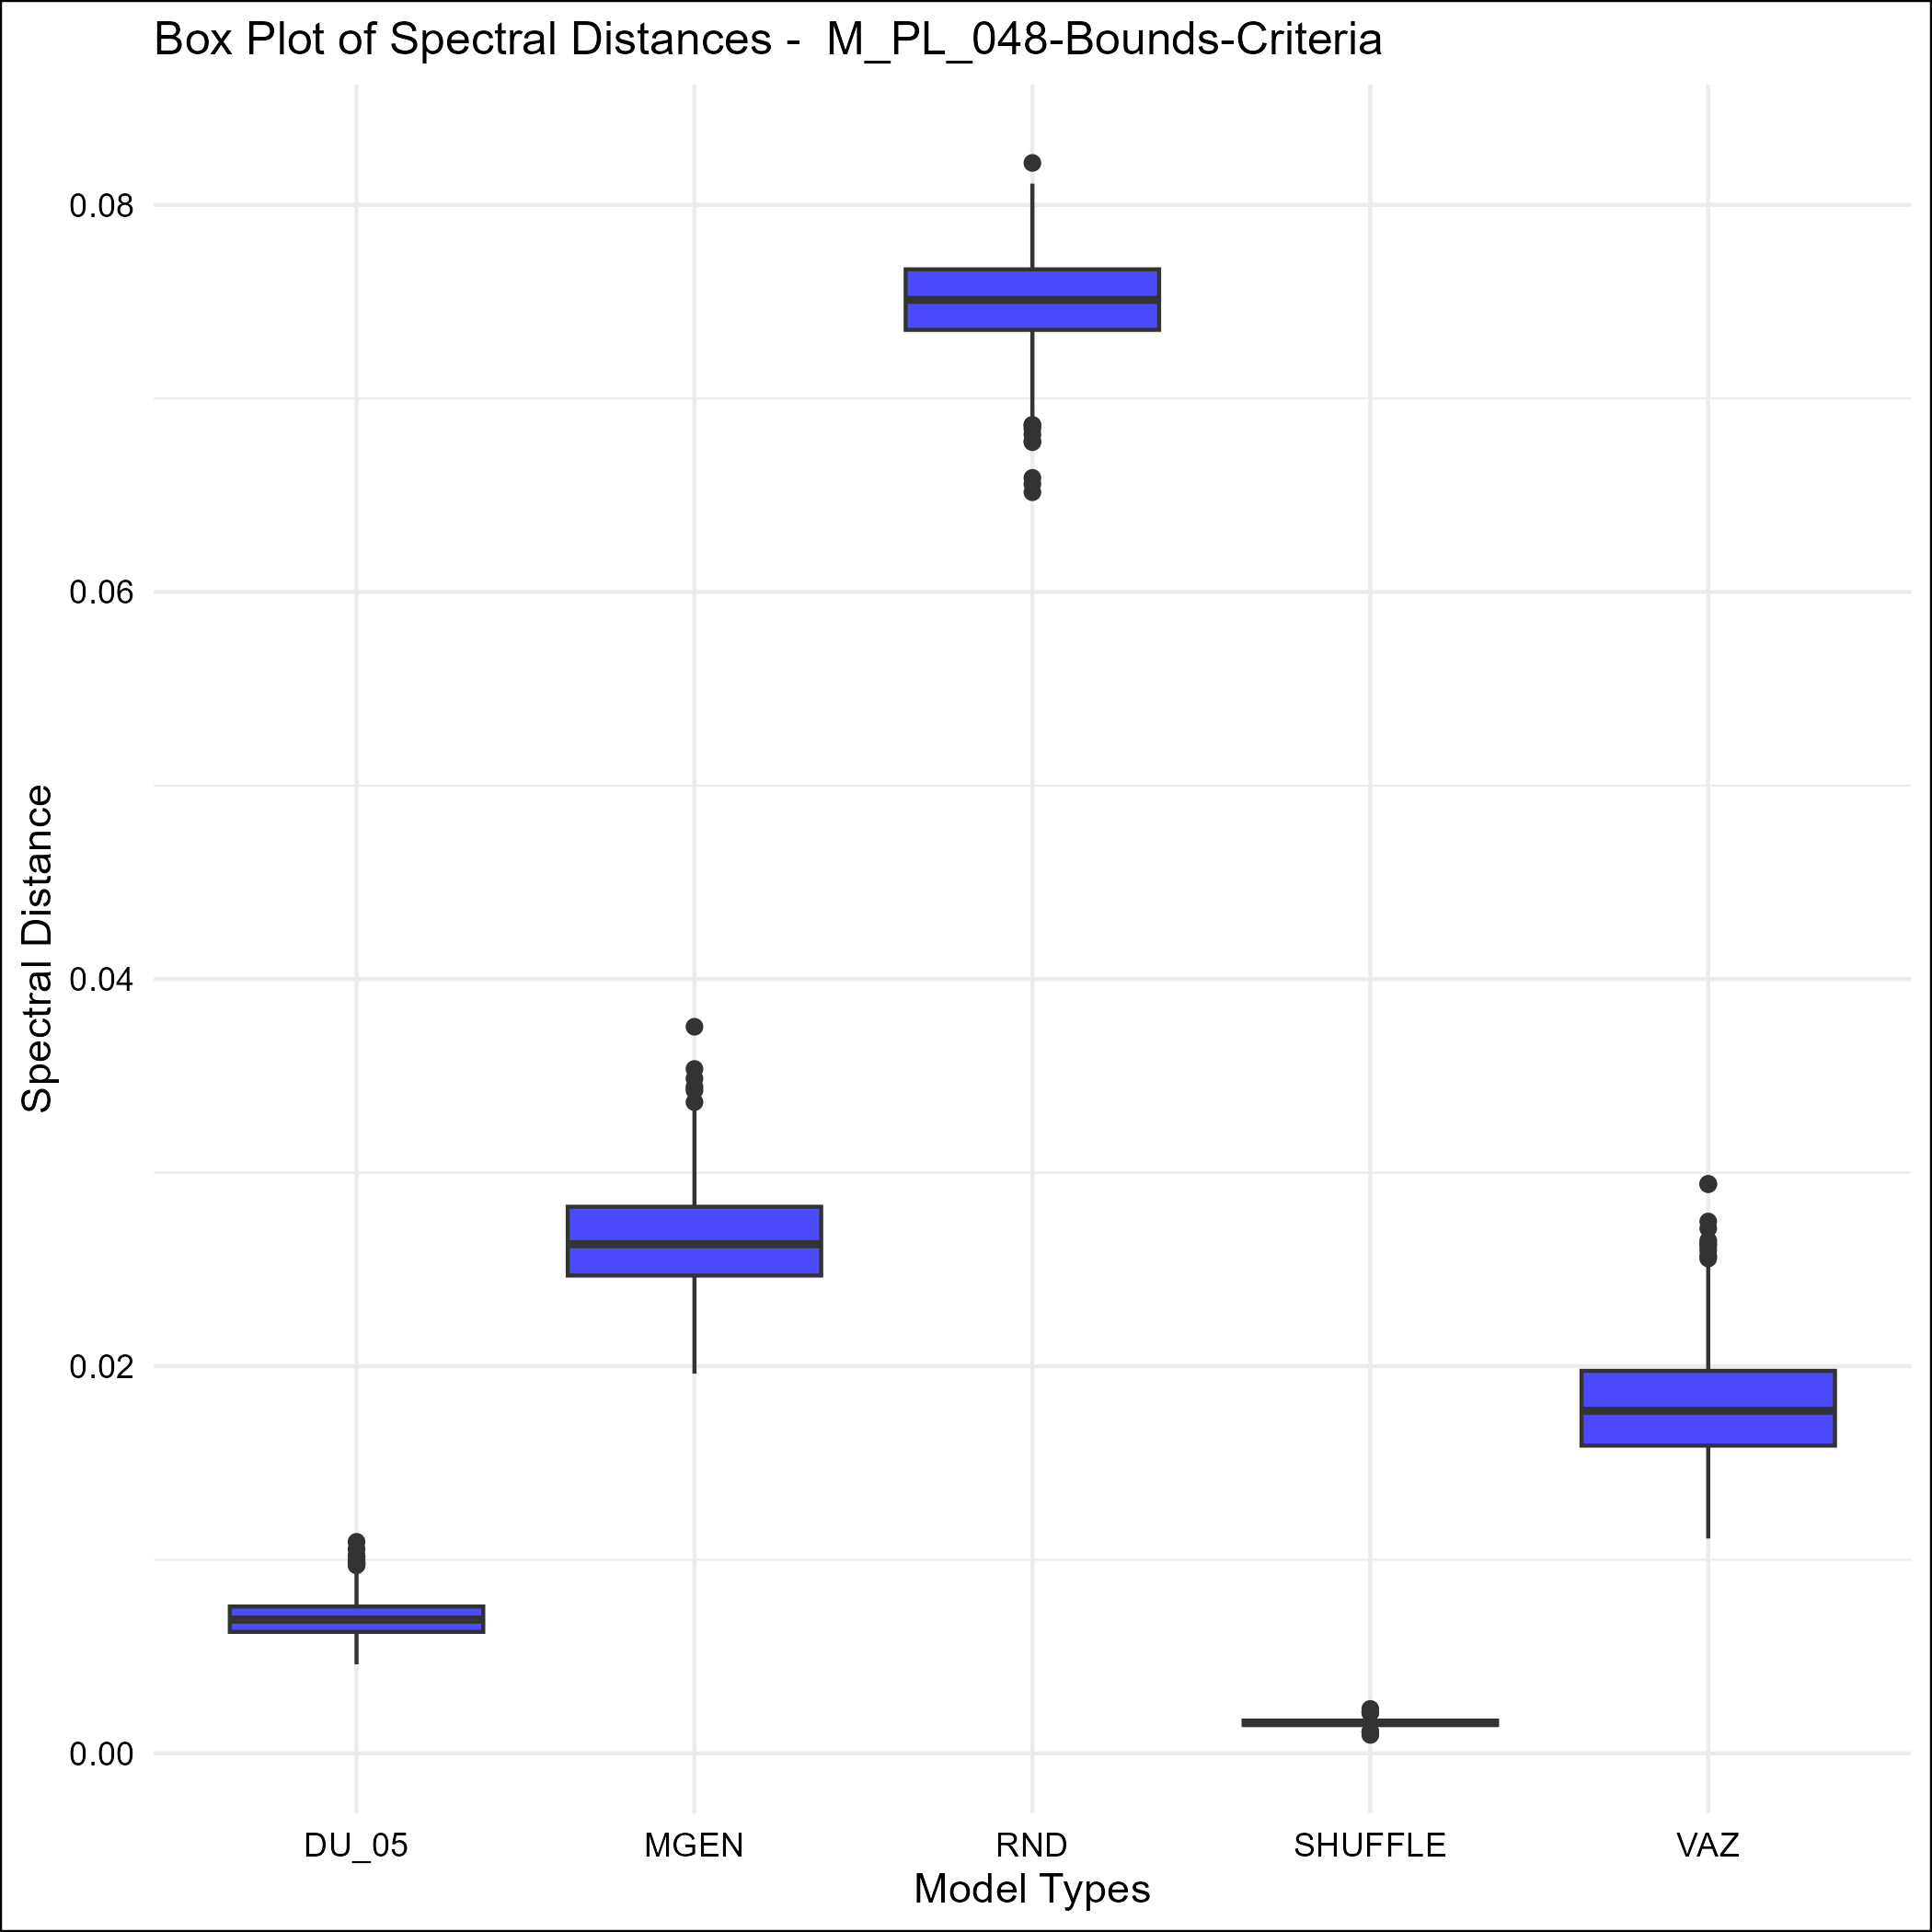 Box Plot of Spectral Distances -  M_PL_048-Bounds-Criteria
Spectral Distance
0.08
0.06
0.04
0.02
0.00
DU_05 MGEN RND SHUFFLE VAZ
Model Types